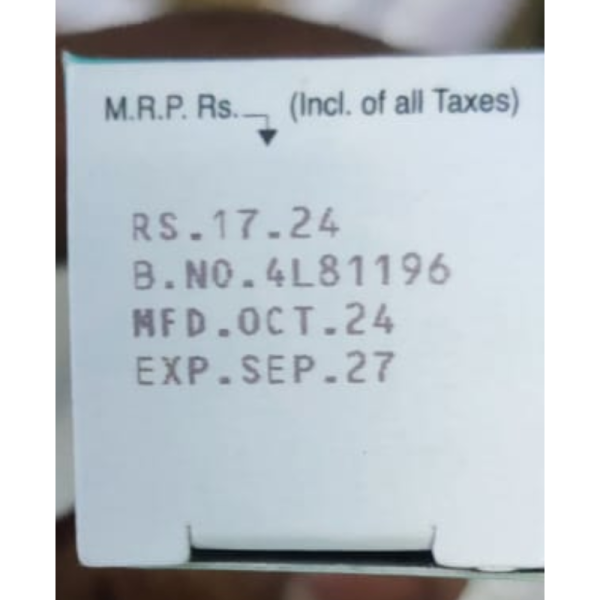 M.R.P. Rs. (Incl. of all Taxes)
RS.17.24
B.NO.4L81196
MFD.OCT.24
EXP.SEP.27